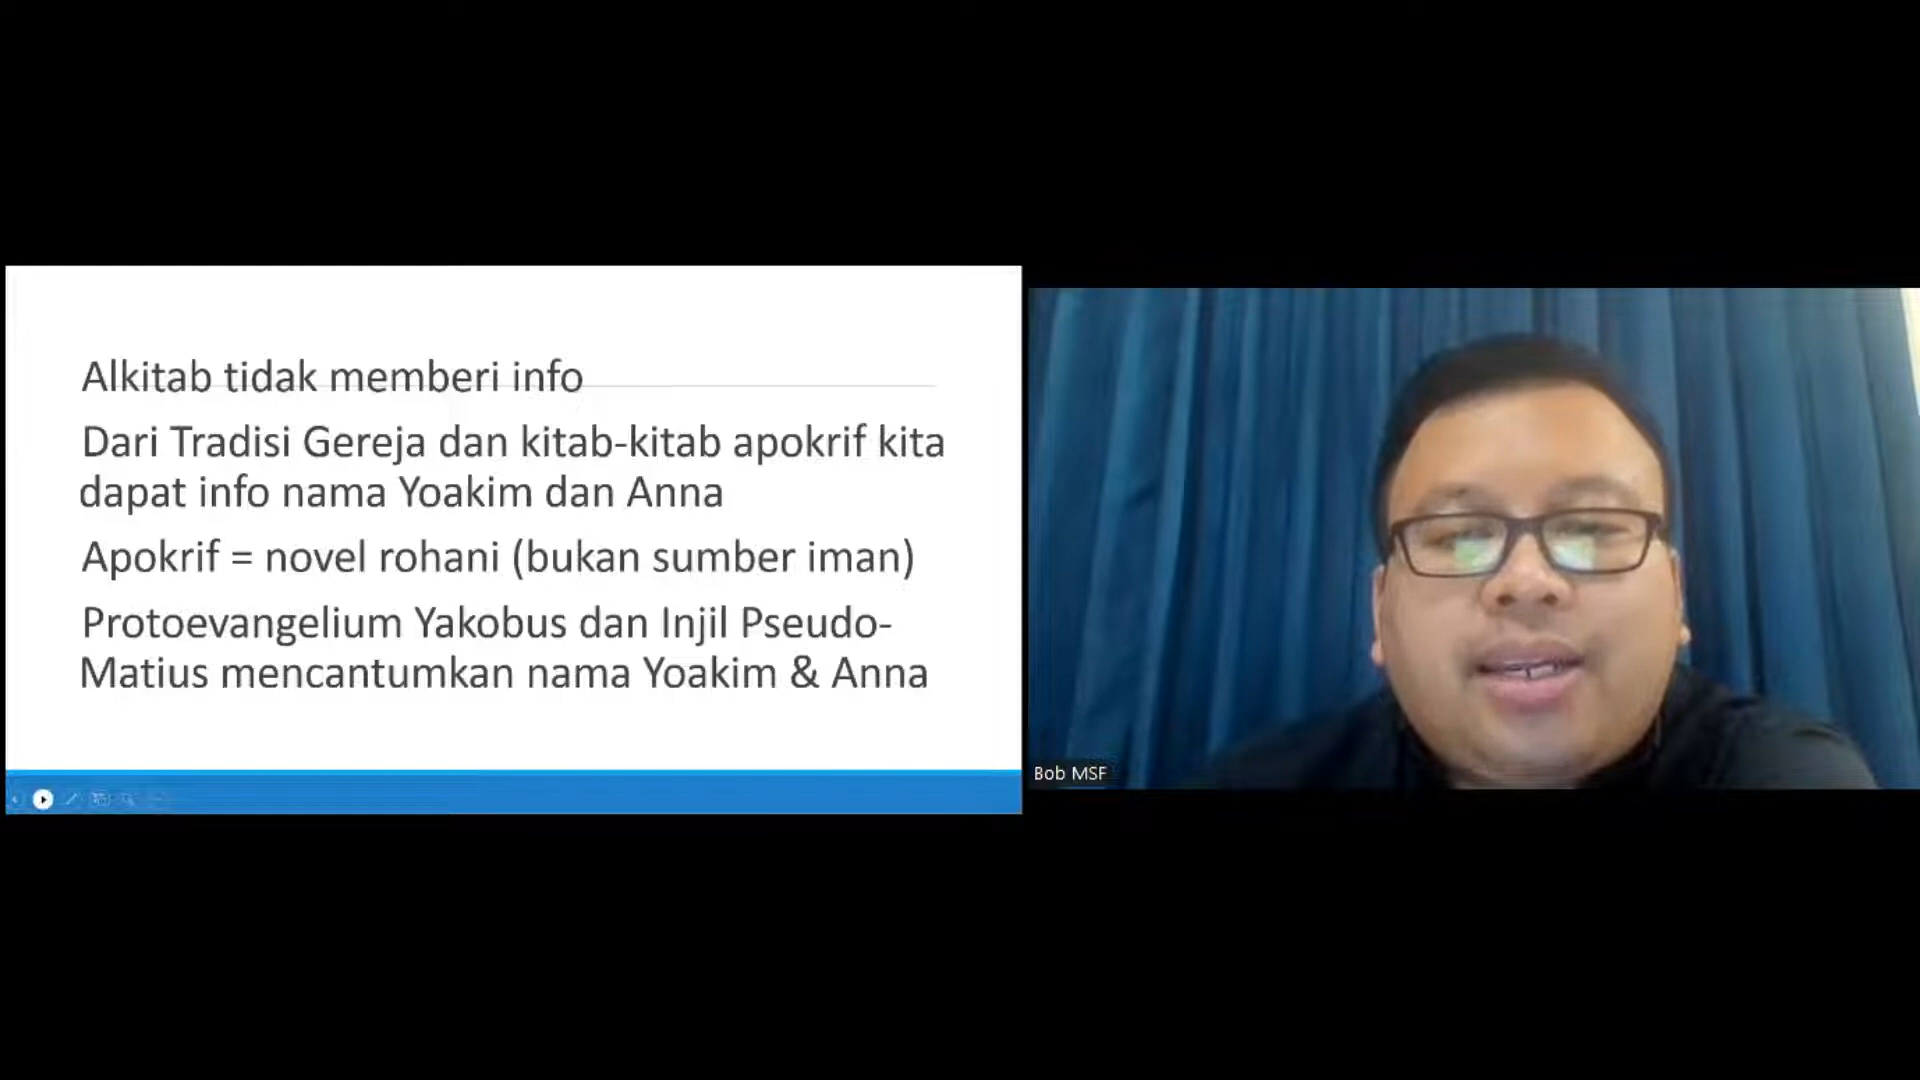 Alkitab tidak memberi info
Dari Tradisi Gereja dan kitab-kitab apokrif kita
dapat info nama Yoakim dan Anna
Apokrif = novel rohani (bukan sumber iman)
Protoevangelium Yakobus dan Injil Pseudo-
Matius mencantumkan nama Yoakim & Anna
Bob MSF